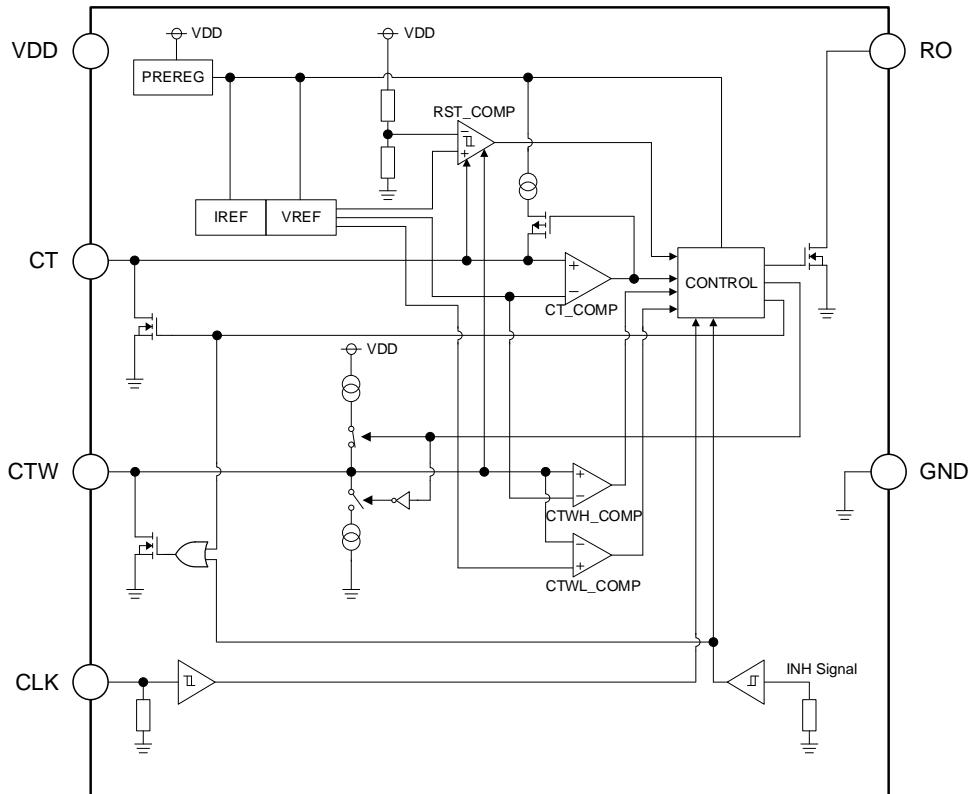 VDD
VDD
VDD
RO
PREREG
RST_COMP
−
+
IREF
VREF
CT
+
−
CONTROL
CT_COMP
VDD
CTW
GND
+
−
CTWH_COMP
−
+
CTWL_COMP
CLK
INH Signal